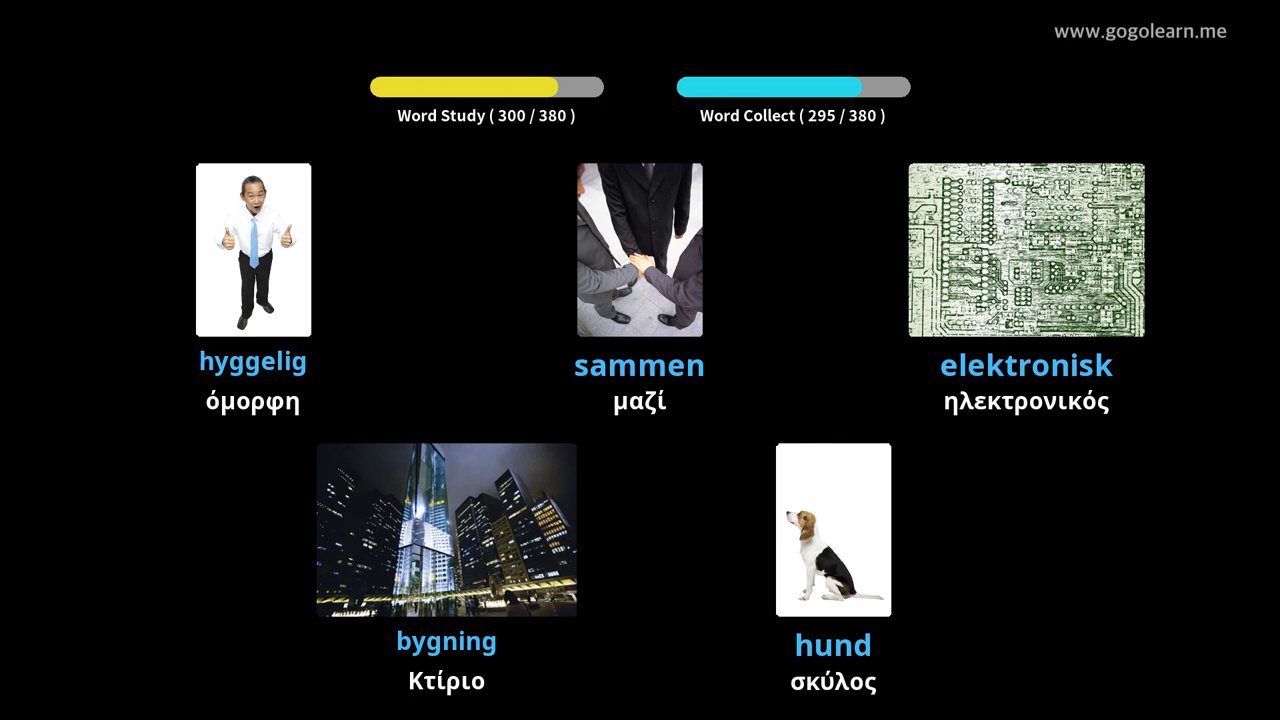 www.gogolearn.me
Word Study ( 300 / 380 )
Word Collect ( 295 / 380 )
hyggelig
όμορφη
sammen
μαζί
elektronisk
ηλεκτρονικός
bygning
Κτίριο
hund
σκύλος